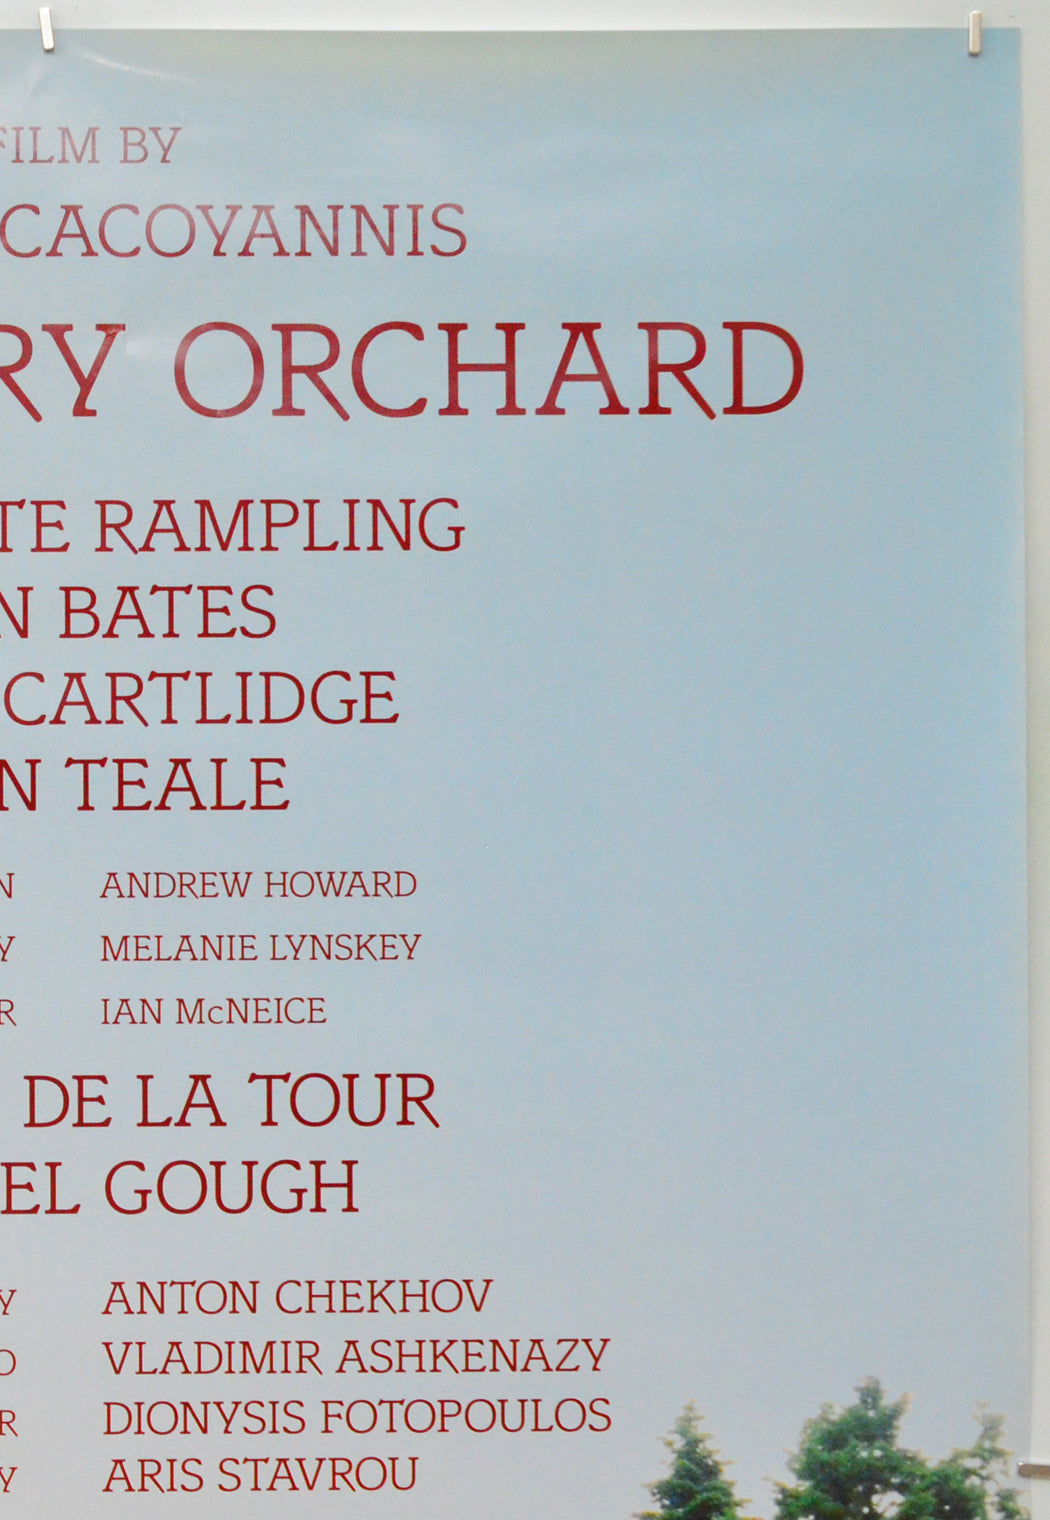 FILM BY
CACOYANNIS
RY ORCHARD
TE RAMPLING
N BATES
CARTLIDGE
N TEALE
N ANDREW HOWARD
Y MELANIE LYNSKEY
R IAN McNEICE
DE LA TOUR
EL GOUGH
Y ANTON CHEKHOV
O VLADIMIR ASHKENAZY
R DIONYSIS FOTOPOULOS
Y ARIS STAVROU